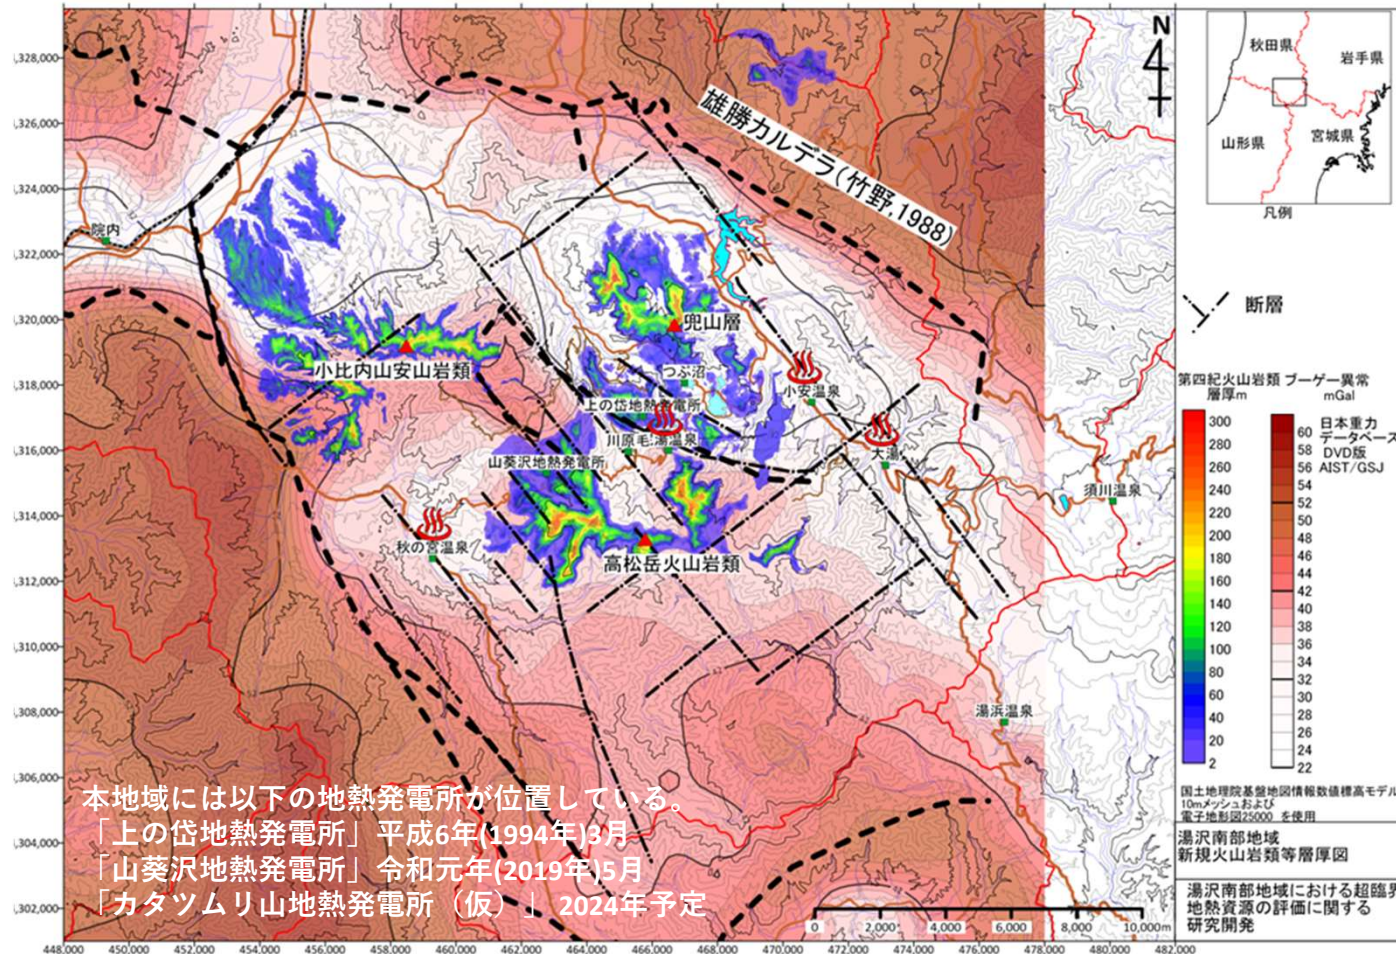 ,328,000
,326,000
,324,000
,322,000
,320,000
,318,000
,316,000
,314,000
,312,000
,310,000
,308,000
,306,000
,304,000
,302,000
448,000
450,000
452,000
454,000
456,000
458,000
460,000
462,000
464,000
466,000
468,000
470,000
472,000
474,000
476,000
478,000
480,000
482,000
N
雄勝カルデラ(竹野,1988)
院内
兜山層
小比内山安山岩類
つぶ沼
小安温泉
上の岱地熱発電所
川原毛
湯温泉
大湯
山葵沢地熱発電所
須川温泉
秋の宮温泉
高松岳火山岩類
湯浜温泉
本地域には以下の地熱発電所が位置している。
「上の岱地熱発電所」平成6年(1994年)3月
「山葵沢地熱発電所」令和元年(2019年)5月
「カタツムリ山地熱発電所（仮）」 2024年予定
0 2,000 4,000 6,000 8,000 10,000m
秋田県
岩手県
山形県
宮城県
凡例
断層
第四紀火山岩類
層厚m
300
280
260
240
220
200
180
160
140
120
100
80
60
40
20
2
ブーゲー異常
mGal
60
58
56
54
52
50
48
46
44
42
40
38
36
34
32
30
28
26
24
22
日本重力
データベース
DVD版
AIST/GSJ
国土地理院基盤地図情報数値標高モデル
10mメッシュおよび
電子地形図25000 を使用
湯沢南部地域
新規火山岩類等層厚図
湯沢南部地域における超臨界
地熱資源の評価に関する
研究開発